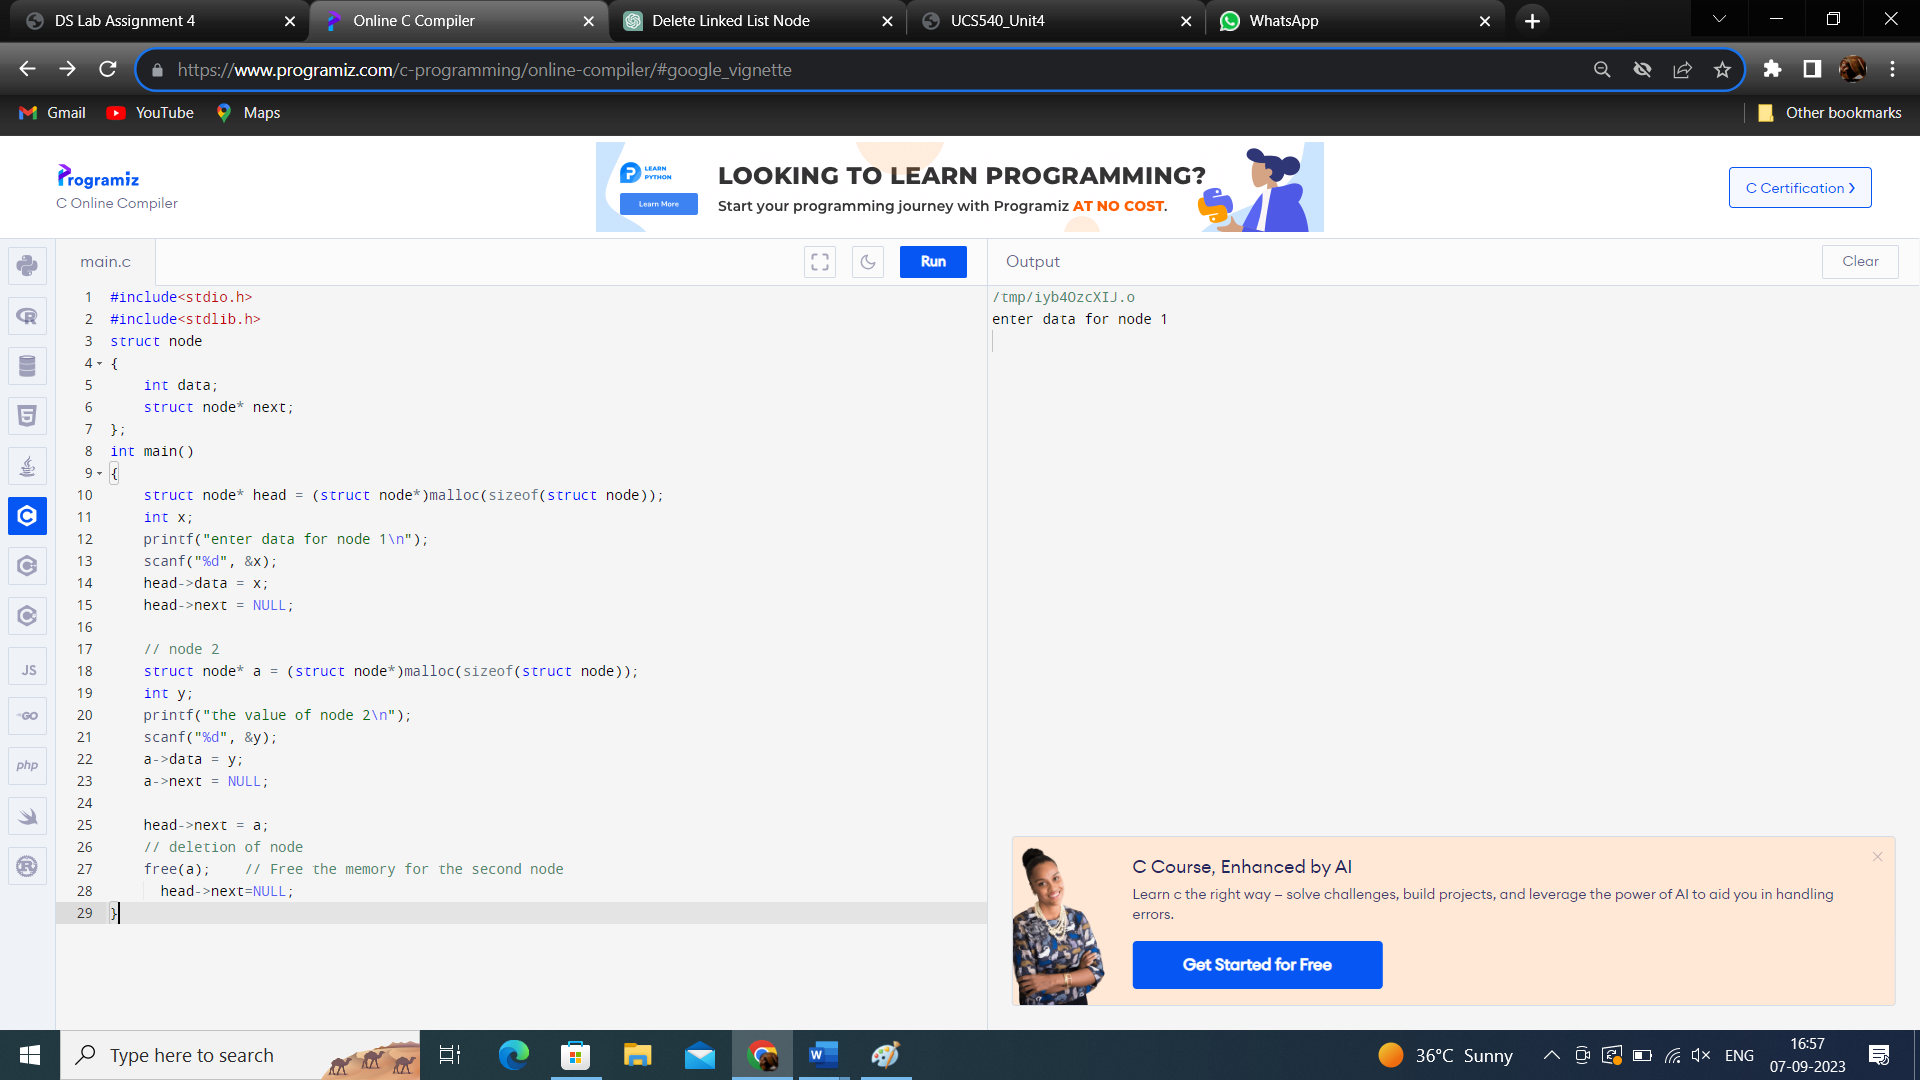 DS Lab Assignment 4
Online C Compiler
Delete Linked List Node
UCS540_Unit4
WhatsApp
https://www.programiz.com/c-programming/online-compiler/#google_vignette
Gmail
YouTube
Maps
Other bookmarks
Programiz
C Online Compiler
LEARN
PYTHON
Learn More
LOOKING TO LEARN PROGRAMMING?
Start your programming journey with Programiz AT NO COST.
C Certification
main.c
Run
Output
Clear
1 #include<stdio.h>
2 #include<stdlib.h>
3 struct node
4 {
5 int data;
6 struct node* next;
7 };
8 int main()
9 {
10 struct node* head = (struct node*)malloc(sizeof(struct node));
11 int x;
12 printf("enter data for node 1\n");
13 scanf("%d", &x);
14 head->data = x;
15 head->next = NULL;
16
17 // node 2
18 struct node* a = (struct node*)malloc(sizeof(struct node));
19 int y;
20 printf("the value of node 2\n");
21 scanf("%d", &y);
22 a->data = y;
23 a->next = NULL;
24
25 head->next = a;
26 // deletion of node
27 free(a);    // Free the memory for the second node
28 head->next=NULL;
29 }
/tmp/iyb4OzcXIJ.o
enter data for node 1
JS
GO
php
C Course, Enhanced by AI
Learn c the right way – solve challenges, build projects, and leverage the power of AI to aid you in handling
errors.
Get Started for Free
Type here to search
36°C Sunny
ENG
16:57
07-09-2023